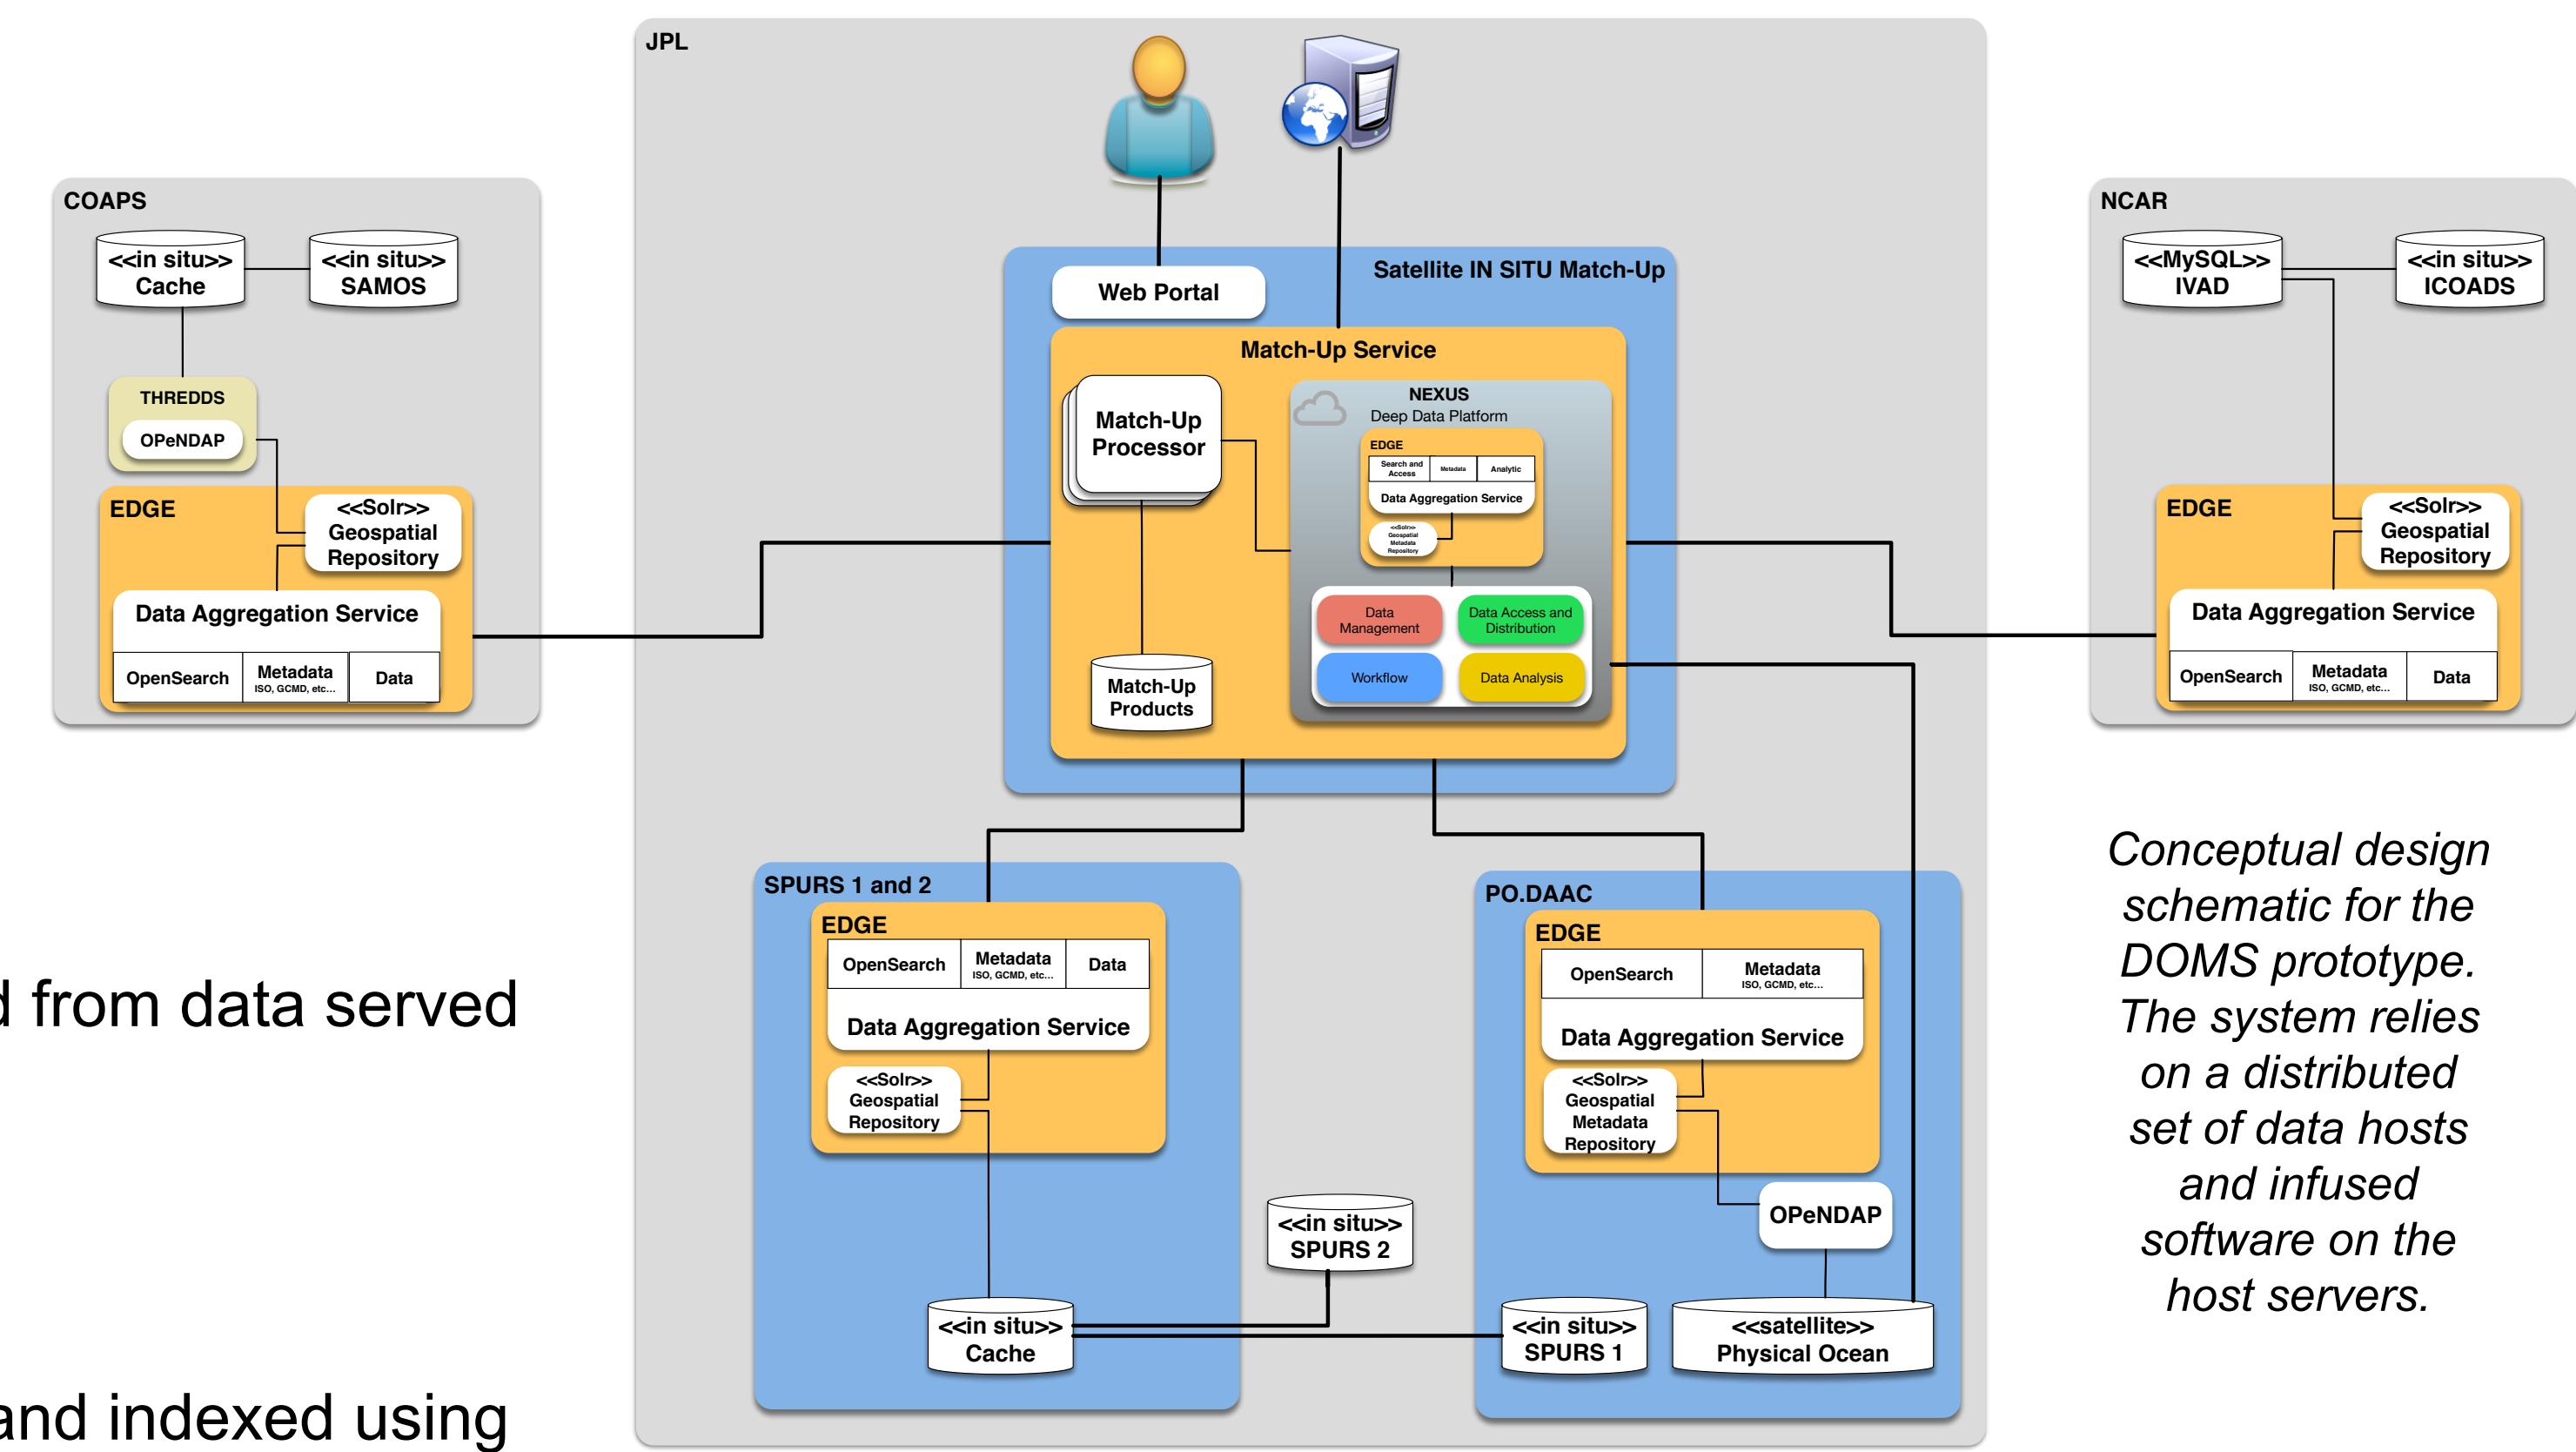 JPL
COAPS
<<in situ>>
Cache
<<in situ>>
SAMOS
THREDDS
OPeNDAP
EDGE
<<Solr>>
Geospatial
Repository
Data Aggregation Service
OpenSearch
Metadata
ISO, GCMD, etc...
Data
Satellite IN SITU Match-Up
Web Portal
Match-Up Service
Match-Up
Processor
Match-Up
Products
NEXUS
Deep Data Platform
EDGE
Search and
Access
Metadata
Analytic
Data Aggregation Service
<<Solr>>
Geospatial
Metadata
Repository
Data
Management
Data Access and
Distribution
Workflow
Data Analysis
NCAR
<<MySQL>>
IVAD
<<in situ>>
ICOADS
EDGE
<<Solr>>
Geospatial
Repository
Data Aggregation Service
OpenSearch
Metadata
ISO, GCMD, etc...
Data
SPURS 1 and 2
EDGE
OpenSearch
Metadata
ISO, GCMD, etc...
Data
Data Aggregation Service
<<Solr>>
Geospatial
Repository
<<in situ>>
SPURS 2
<<in situ>>
Cache
PO.DAAC
EDGE
OpenSearch
Metadata
ISO, GCMD, etc...
Data Aggregation Service
<<Solr>>
Geospatial
Metadata
Repository
OPeNDAP
<<in situ>>
SPURS 1
<<satellite>>
Physical Ocean
from data served
and indexed using
Conceptual design
schematic for the
DOMS prototype.
The system relies
on a distributed
set of data hosts
and infused
software on the
host servers.